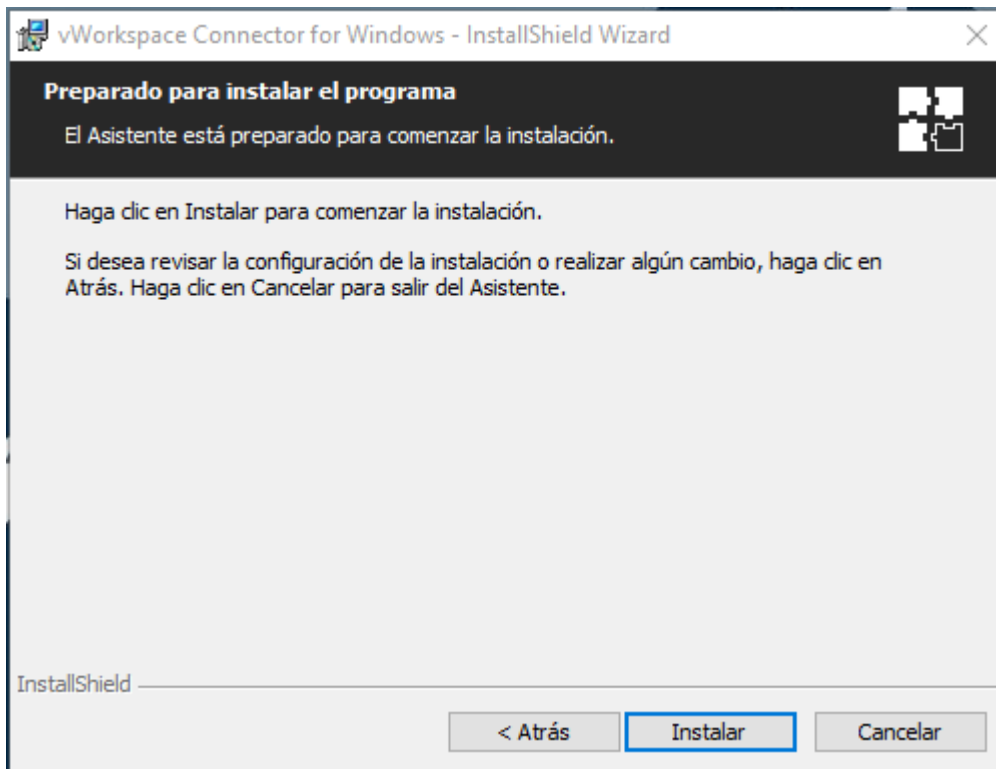 vWorkspace Connector for Windows - InstallShield Wizard
Preparado para instalar el programa
El Asistente está preparado para comenzar la instalación.
Haga clic en Instalar para comenzar la instalación.
Si desea revisar la configuración de la instalación o realizar algún cambio, haga clic en
Atrás. Haga clic en Cancelar para salir del Asistente.
InstallShield
< Atrás
Instalar
Cancelar